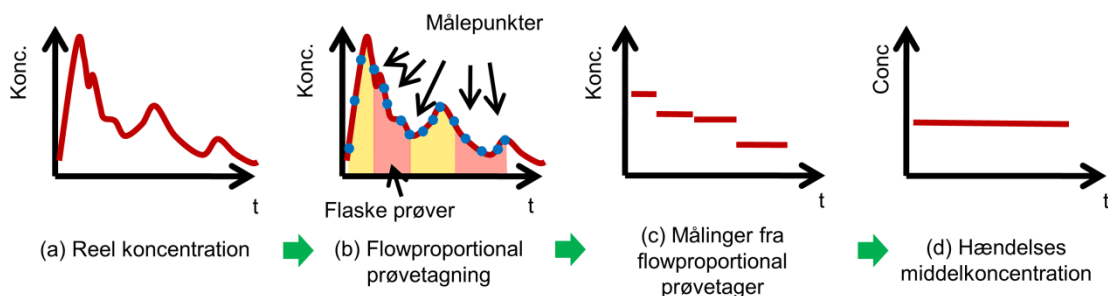 Konc.
t
(a) Reel koncentration
Konc.
Målepunkter
Flaske prøver
t
(b) Flowproportional
prøvetagning
Konc.
t
(c) Målinger fra
flowproportional
prøvetager
Conc
t
(d) Hændelses
middelkoncentration